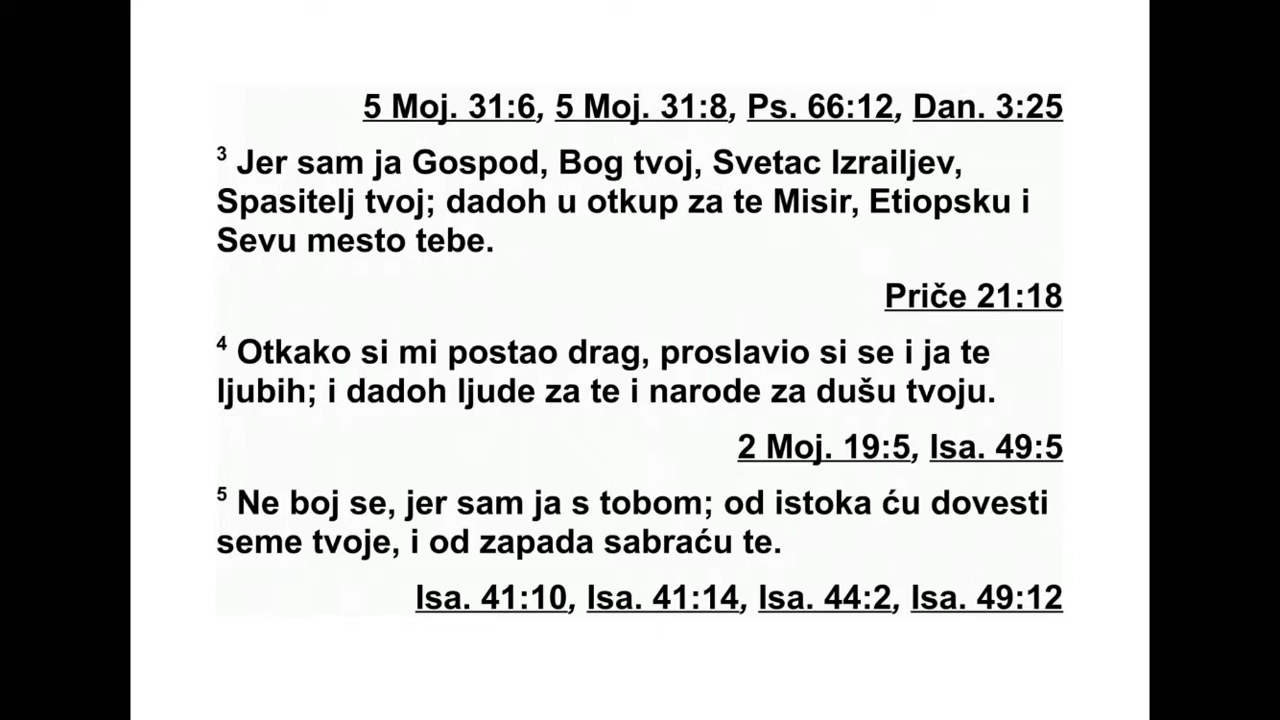 5 Moj. 31:6, 5 Moj. 31:8, Ps. 66:12, Dan. 3:25
3 Jer sam ja Gospod, Bog tvoj, Svetac Izrailjev,
Spasitelj tvoj; dadoh u otkup za te Misir, Etiopsku i
Sevu mesto tebe.
Priče 21:18
4 Otkako si mi postao drag, proslavio si se i ja te
ljubih; i dadoh ljude za te i narode za dušu tvoju.
2 Moj. 19:5, Isa. 49:5
5 Ne boj se, jer sam ja s tobom; od istoka ću dovesti
seme tvoje, i od zapada sabraću te.
Isa. 41:10, Isa. 41:14, Isa. 44:2, Isa. 49:12